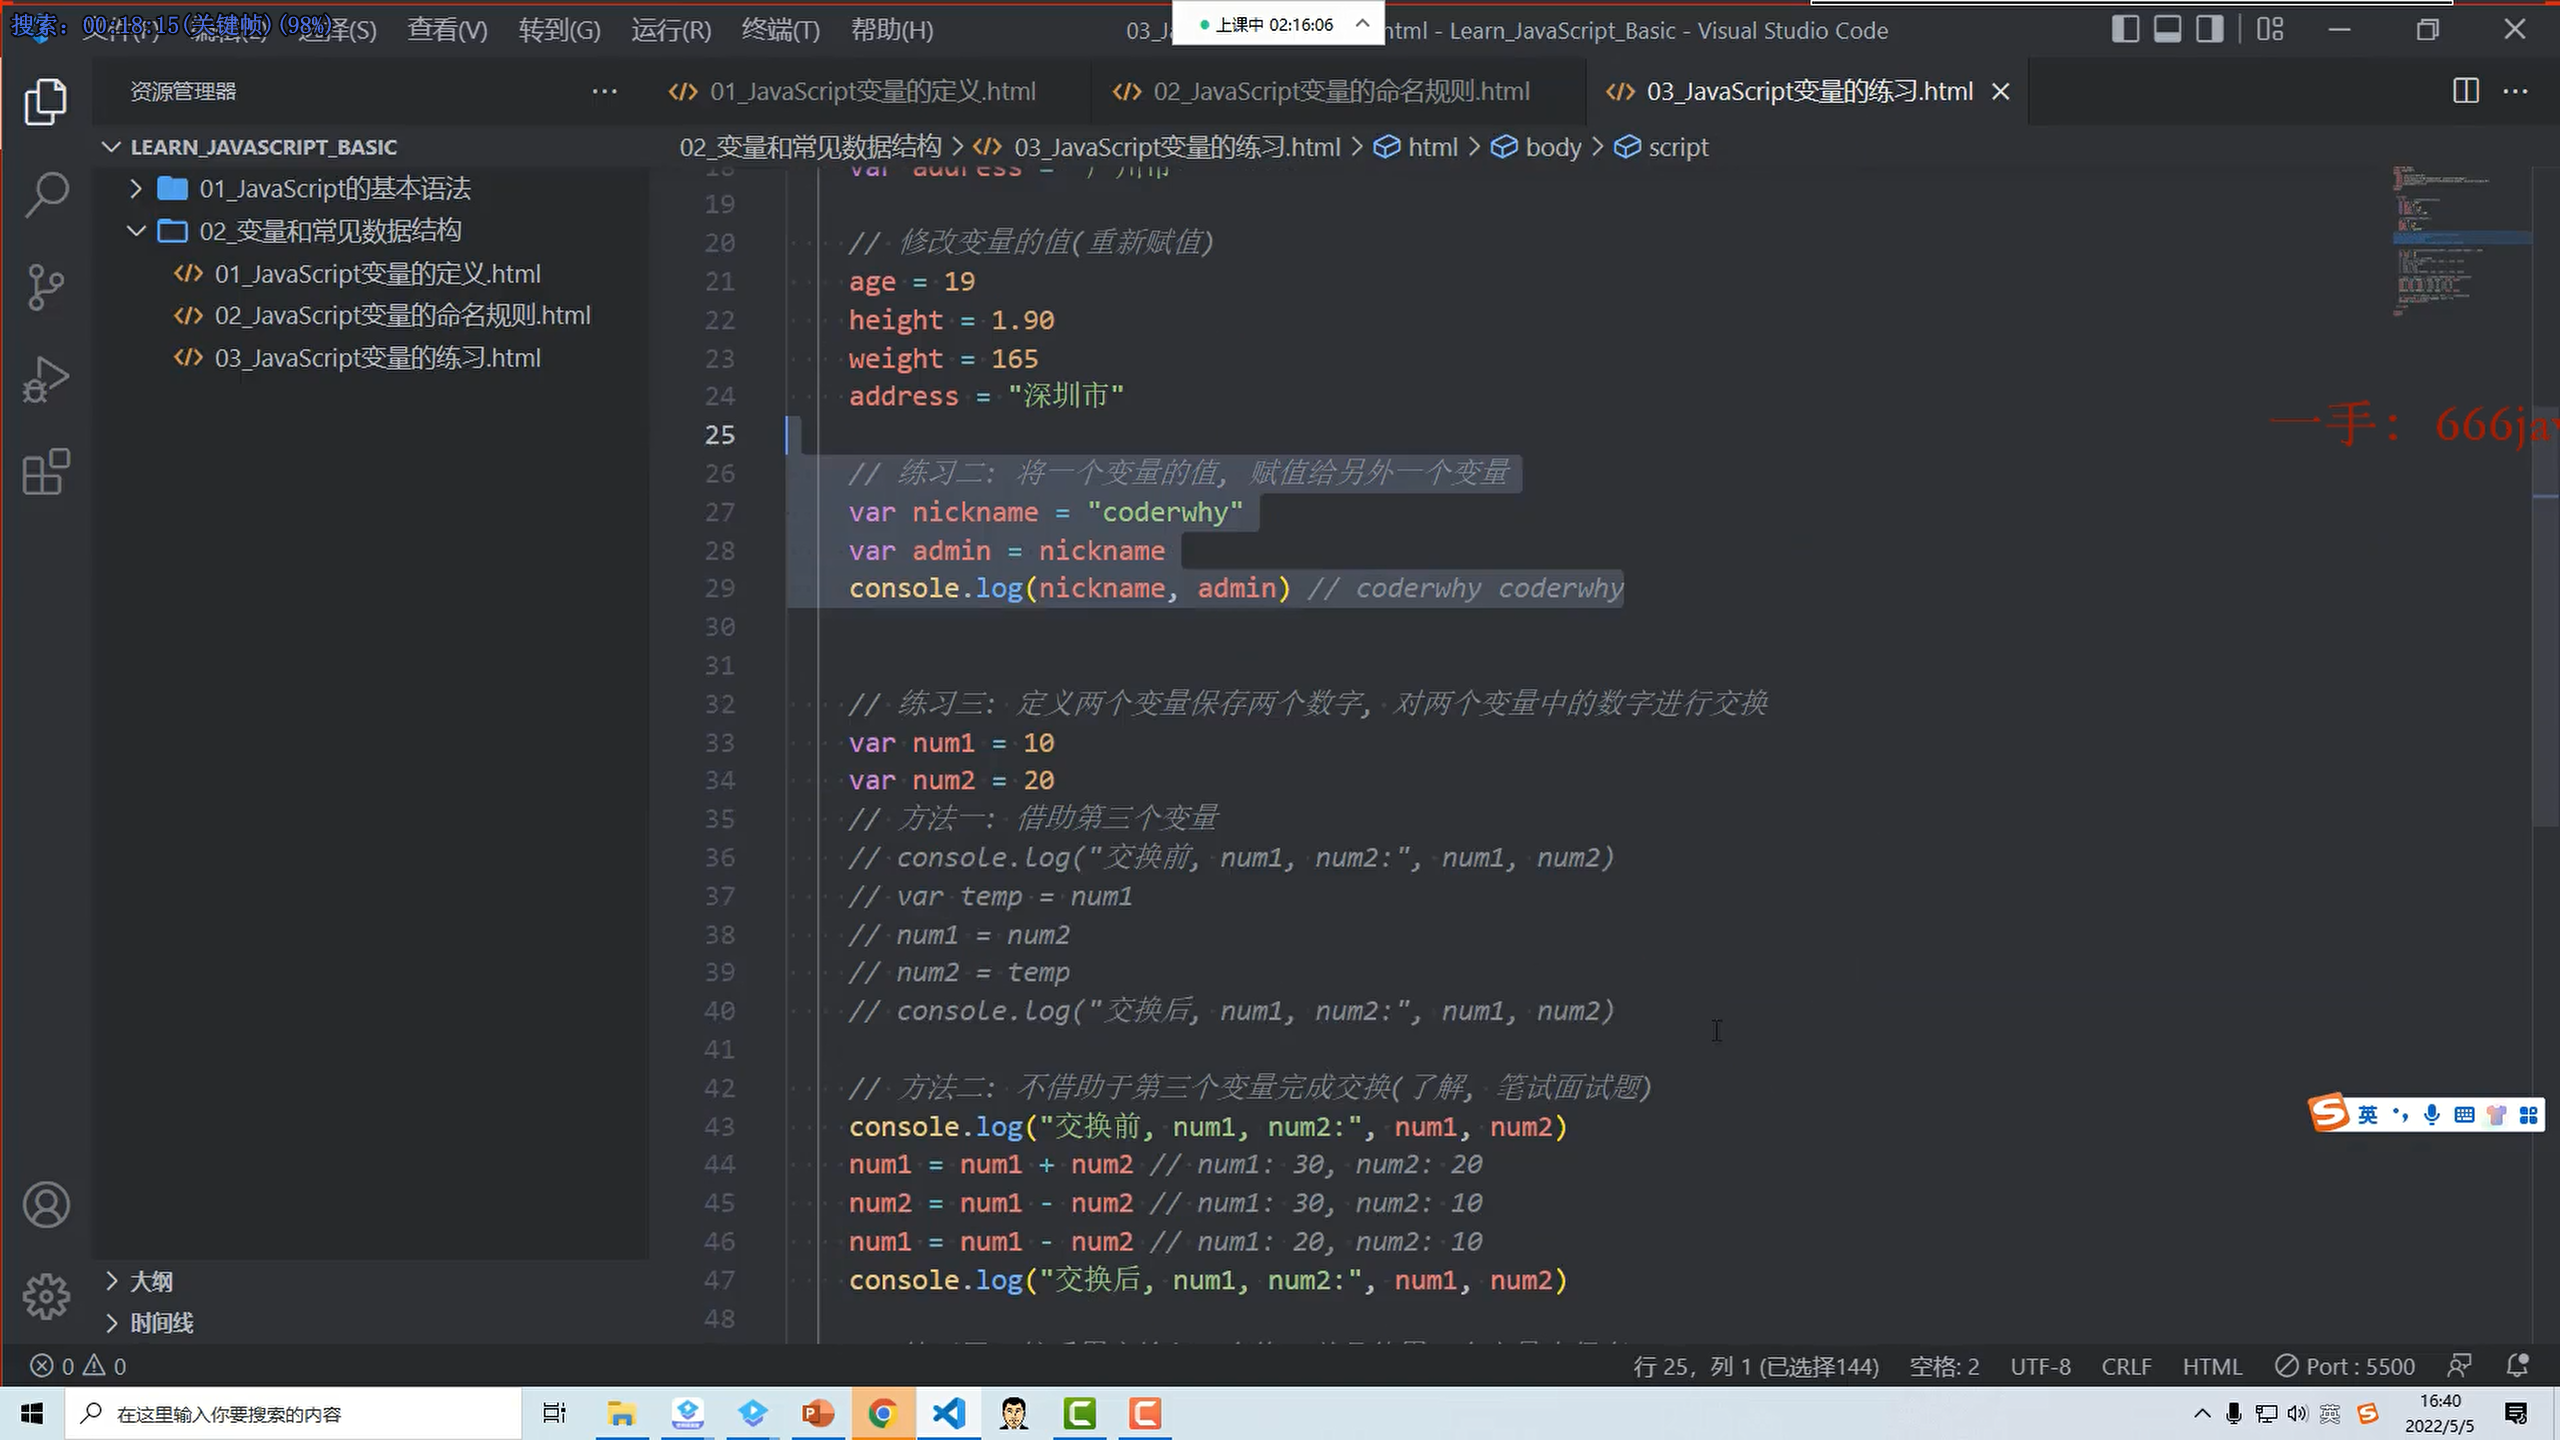 搜索: 00:18:15(关键帧)(98%)
查看(V) 转到(G) 运行(R) 终端(T) 帮助(H)
上课中 02:16:06
html - Learn_JavaScript_Basic - Visual Studio Code
资源管理器
01_JavaScript变量的定义.html
02_JavaScript变量的命名规则.html
03_JavaScript变量的练习.html
LEARN_JAVASCRIPT_BASIC
01_JavaScript的基本语法
02_变量和常见数据结构
01_JavaScript变量的定义.html
02_JavaScript变量的命名规则.html
03_JavaScript变量的练习.html
大纲
时间线
02_变量和常见数据结构 > 03_JavaScript变量的练习.html > html > body > script
19
20 // 修改变量的值(重新赋值)
21 age = 19
22 height = 1.90
23 weight = 165
24 address = "深圳市"
25
26 // 练习二: 将一个变量的值, 赋值给另外一个变量
27 var nickname = "coderwhy"
28 var admin = nickname
29 console.log(nickname, admin) // coderwhy coderwhy
30
31
32 // 练习三: 定义两个变量保存两个数字, 对两个变量中的数字进行交换
33 var num1 = 10
34 var num2 = 20
35 // 方法一: 借助第三个变量
36 // console.log("交换前, num1, num2:", num1, num2)
37 // var temp = num1
38 // num1 = num2
39 // num2 = temp
40 // console.log("交换后, num1, num2:", num1, num2)
41
42 // 方法二: 不借助于第三个变量完成交换(了解, 笔试面试题)
43 console.log("交换前, num1, num2:", num1, num2)
44 num1 = num1 + num2 // num1: 30, num2: 20
45 num2 = num1 - num2 // num1: 30, num2: 10
46 num1 = num1 - num2 // num1: 20, num2: 10
47 console.log("交换后, num1, num2:", num1, num2)
48
一手: 666jav
英
0 0
行 25, 列 1 (已选择144) 空格: 2 UTF-8 CRLF HTML Port : 5500
在这里输入你要搜索的内容
英
16:40
2022/5/5